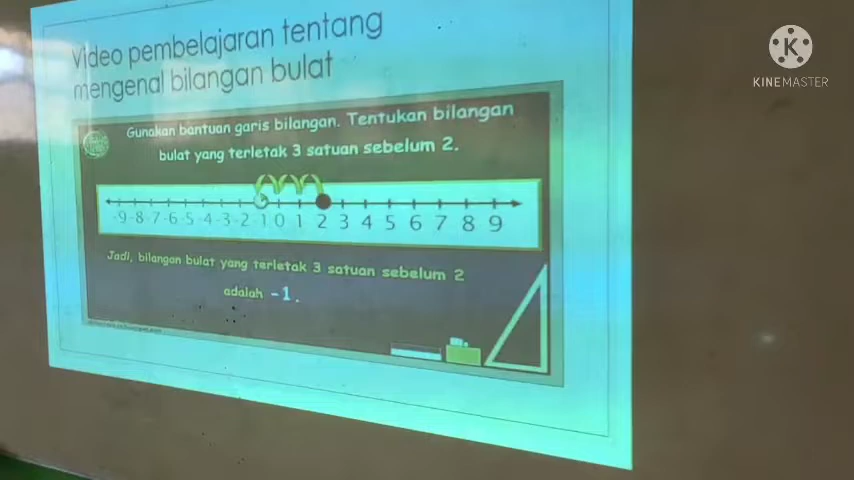 Video pembelajaran tentang
mengenal bilangan bulat
K
KINEMASTER
Gunakan bantuan garis bilangan. Tentukan bilangan
bulat yang terletak 3 satuan sebelum 2.
-9 -8 -7 -6 -5 -4 -3 -2 -1 0 1 2 3 4 5 6 7 8 9
Jadi, bilangan bulat yang terletak 3 satuan sebelum 2
adalah -1.